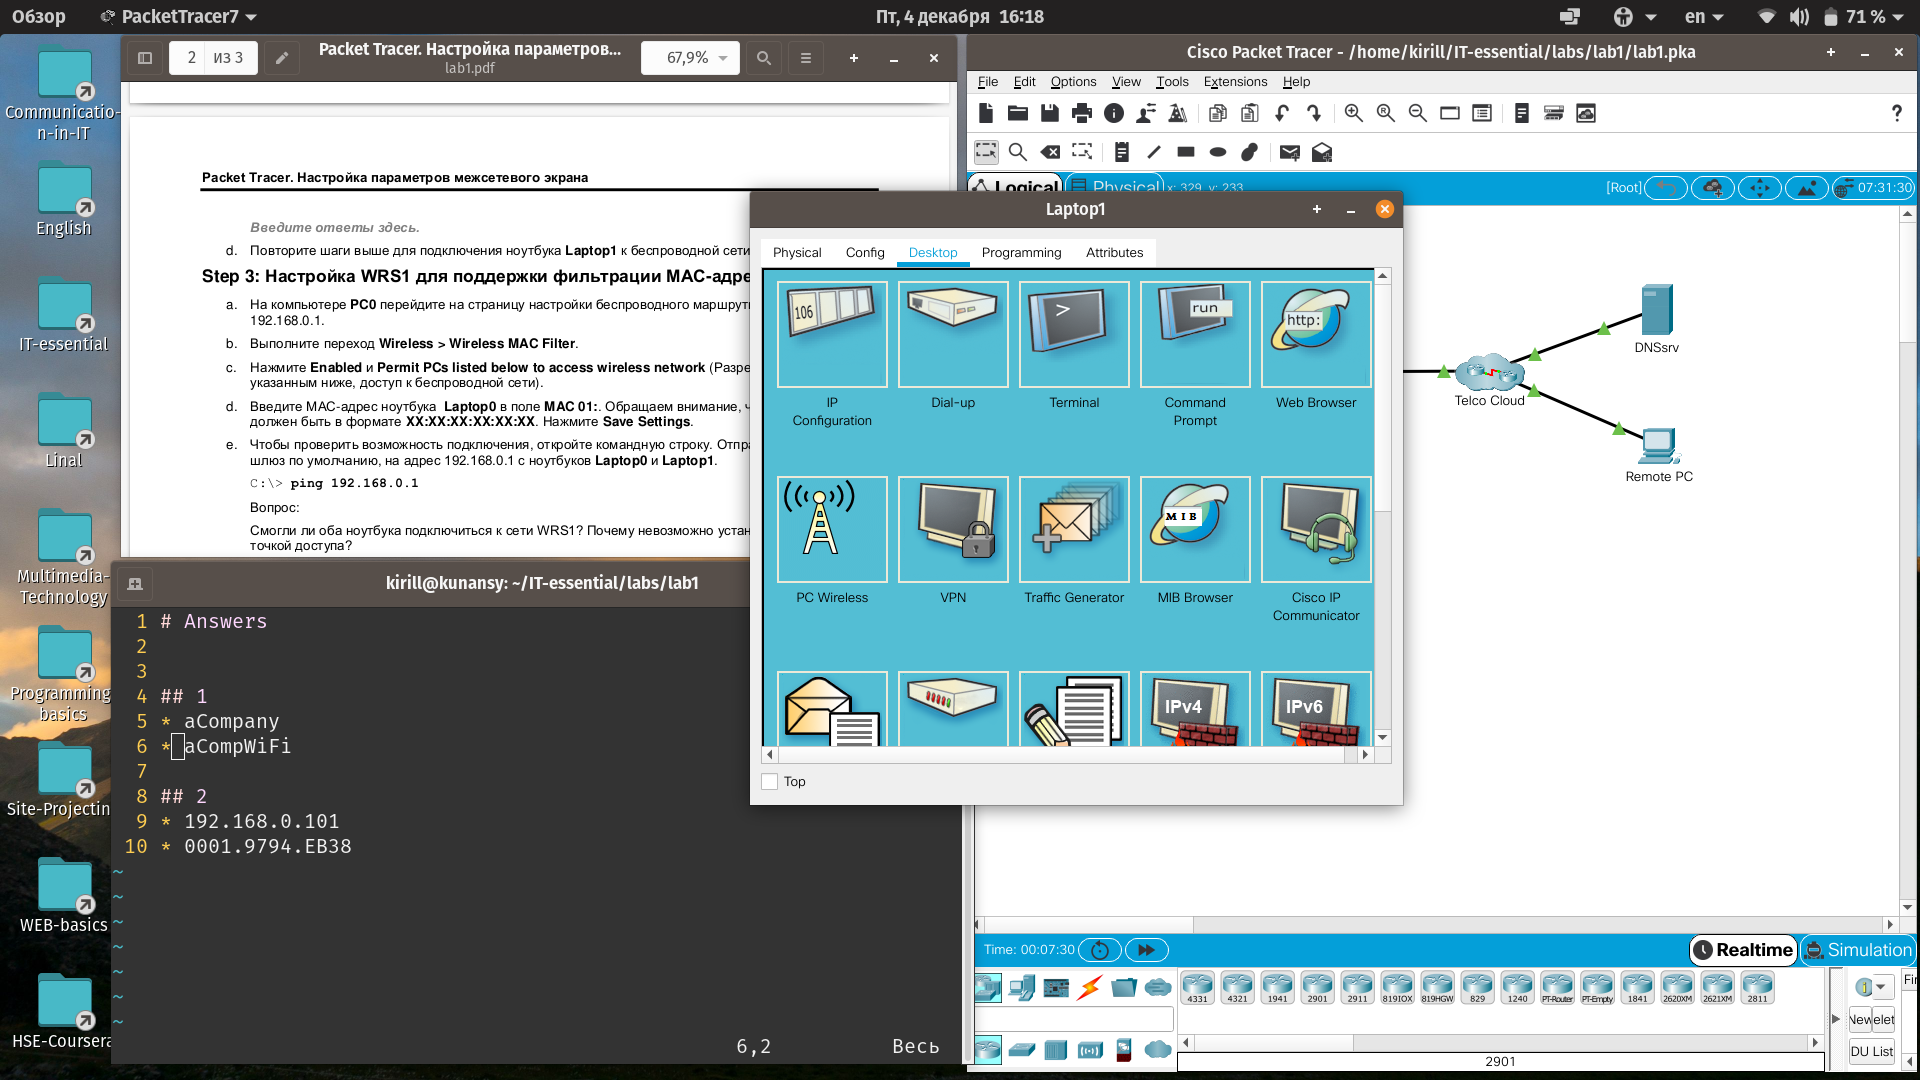 Обзор
PacketTracer7
Пт, 4 декабря 16:18
en
71 %
Communicatio-
n-in-IT
English
IT-essential
Linal
Multimedia-
Technology
Programming
basics
Site-Projectin
WEB-basics
HSE-Coursera
2 из 3
Packet Tracer. Настройка параметров...
lab1.pdf
67,9%
Packet Tracer. Настройка параметров межсетевого экрана
Введите ответы здесь.
d. Повторите шаги выше для подключения ноутбука Laptop1 к беспроводной сети
Step 3: Настройка WRS1 для поддержки фильтрации MAC-адре
a. На компьютере PC0 перейдите на страницу настройки беспроводного маршрут
192.168.0.1.
b. Выполните переход Wireless > Wireless MAC Filter.
c. Нажмите Enabled и Permit PCs listed below to access wireless network (Разре
указанным ниже, доступ к беспроводной сети).
d. Введите MAC-адрес ноутбука Laptop0 в поле MAC 01:. Обращаем внимание, ч
должен быть в формате XX:XX:XX:XX:XX:XX. Нажмите Save Settings.
e. Чтобы проверить возможность подключения, откройте командную строку. Отпра
шлюз по умолчанию, на адрес 192.168.0.1 с ноутбуков Laptop0 и Laptop1.
C:\> ping 192.168.0.1
Вопрос:
Смогли ли оба ноутбука подключиться к сети WRS1? Почему невозможно устан
точкой доступа?
kirill@kunansy: ~/IT-essential/labs/lab1
1 # Answers
2
3
4 ## 1
5 * aCompany
6 * aCompWiFi
7
8 ## 2
9 * 192.168.0.101
10 * 0001.9794.EB38
~
~
~
~
~
~
~
6,2 Весь
Cisco Packet Tracer - /home/kirill/IT-essential/labs/lab1/lab1.pka
File Edit Options View Tools Extensions Help
Logical Physical x: 329, y: 233
[Root] 07:31:30
Laptop1
Physical Config Desktop Programming Attributes
106
>
run
http:
IP
Configuration
Dial-up
Terminal
Command
Prompt
Web Browser
MIB
PC Wireless
VPN
Traffic Generator
MIB Browser
Cisco IP
Communicator
IPv4
IPv6
Top
DNSsrv
Telco Cloud
Remote PC
Time: 00:07:30
Realtime Simulation
4331 4321 1941 2901 2911 819IOX 819HGW 829 1240 PT-Router PT-Empty 1841 2620XM 2621XM 2811
2901
Fir
New elet
DU List